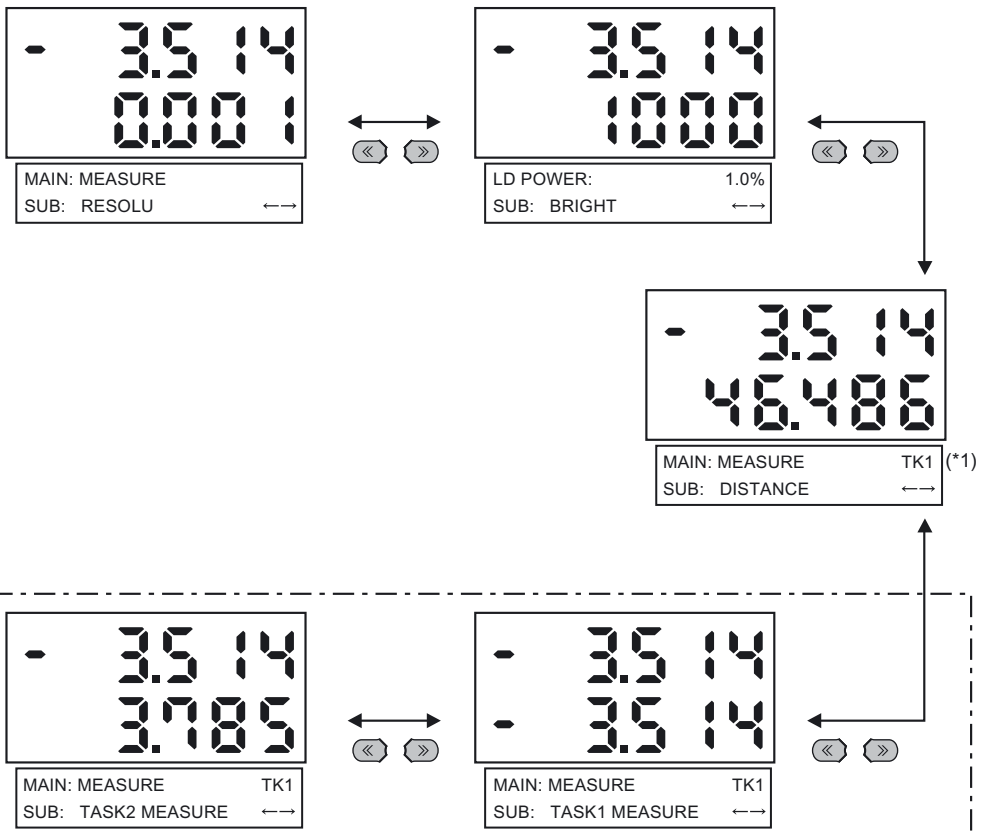 - 3.514
0.001
MAIN: MEASURE
SUB: RESOLU ←→
- 3.514
1000
LD POWER: 1.0%
SUB: BRIGHT ←→
- 3.514
46.486
MAIN: MEASURE TK1 (*1)
SUB: DISTANCE ←→
- 3.514
3.785
MAIN: MEASURE TK1
SUB: TASK2 MEASURE ←→
- 3.514
- 3.514
MAIN: MEASURE TK1
SUB: TASK1 MEASURE ←→